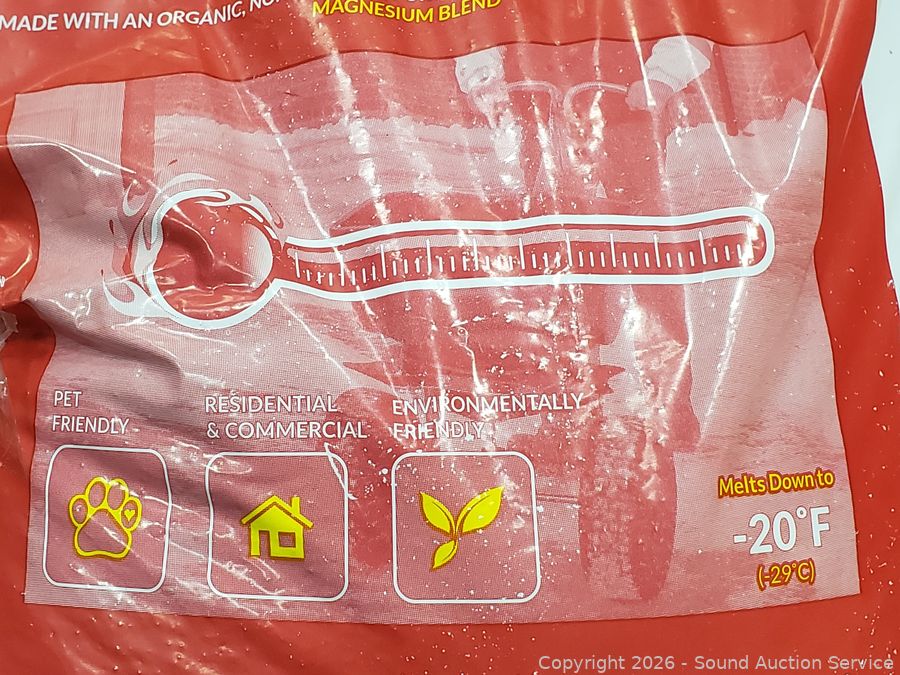 MADE WITH AN ORGANIC,
MAGNESIUM BLEND
PET
FRIENDLY
RESIDENTIAL
& COMMERCIAL
ENVIRONMENTALLY
FRIENDLY
Melts Down to
-20°F
(-29°C)
Copyright 2026 - Sound Auction Service